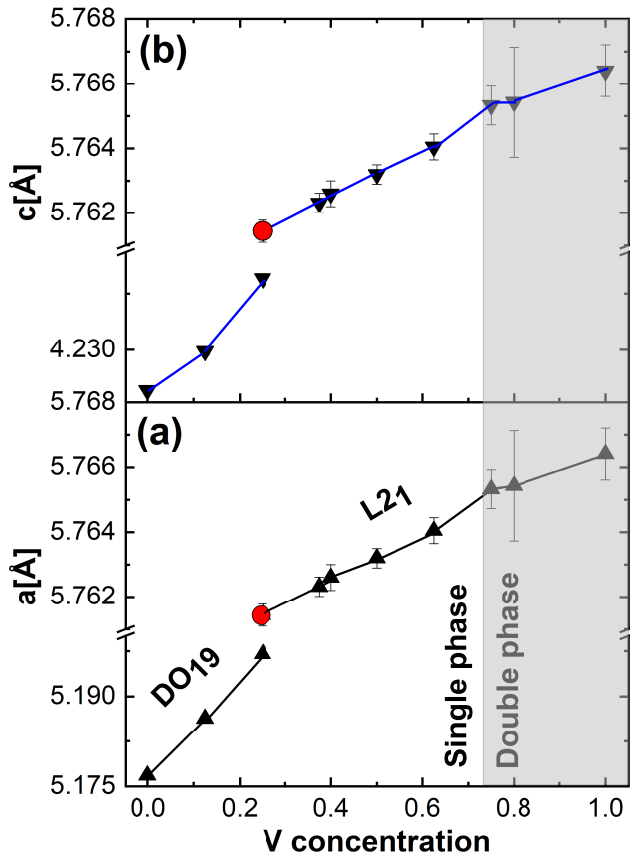 5.768
(b)
5.766
5.764
c[Å]
5.762
4.230
5.768
(a)
5.766
L21
5.764
a[Å]
5.762
DO19
Single phase
Double phase
5.190
5.175
0.0 0.2 0.4 0.6 0.8 1.0
V concentration